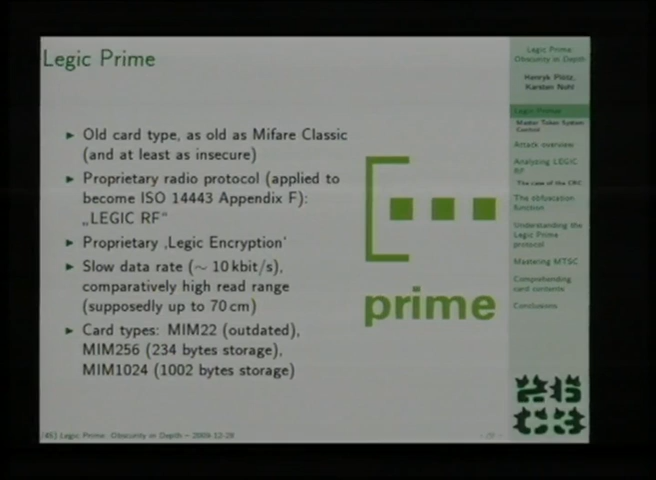 Legic Prime
► Old card type, as old as Mifare Classic
(and at least as insecure)
► Proprietary radio protocol (applied to
become ISO 14443 Appendix F):
„LEGIC RF“
► Proprietary ‚Legic Encryption‘
► Slow data rate (∼ 10 kbit/s),
comparatively high read range
(supposedly up to 70 cm)
► Card types: MIM22 (outdated),
MIM256 (234 bytes storage),
MIM1024 (1002 bytes storage)
prime
Legic Prime:
Obscurity in Depth
Henryk Plötz,
Karsten Nohl
Legic Primer
Master Token System
Control
Attack overview
Analyzing LEGIC
RF
The case of the CRC
The obfuscation
function
Understanding the
Legic Prime
protocol
Mastering MTSC
Comprehending
card contents
Conclusions
Legic Prime: Obscurity in Depth – 2009-12-28